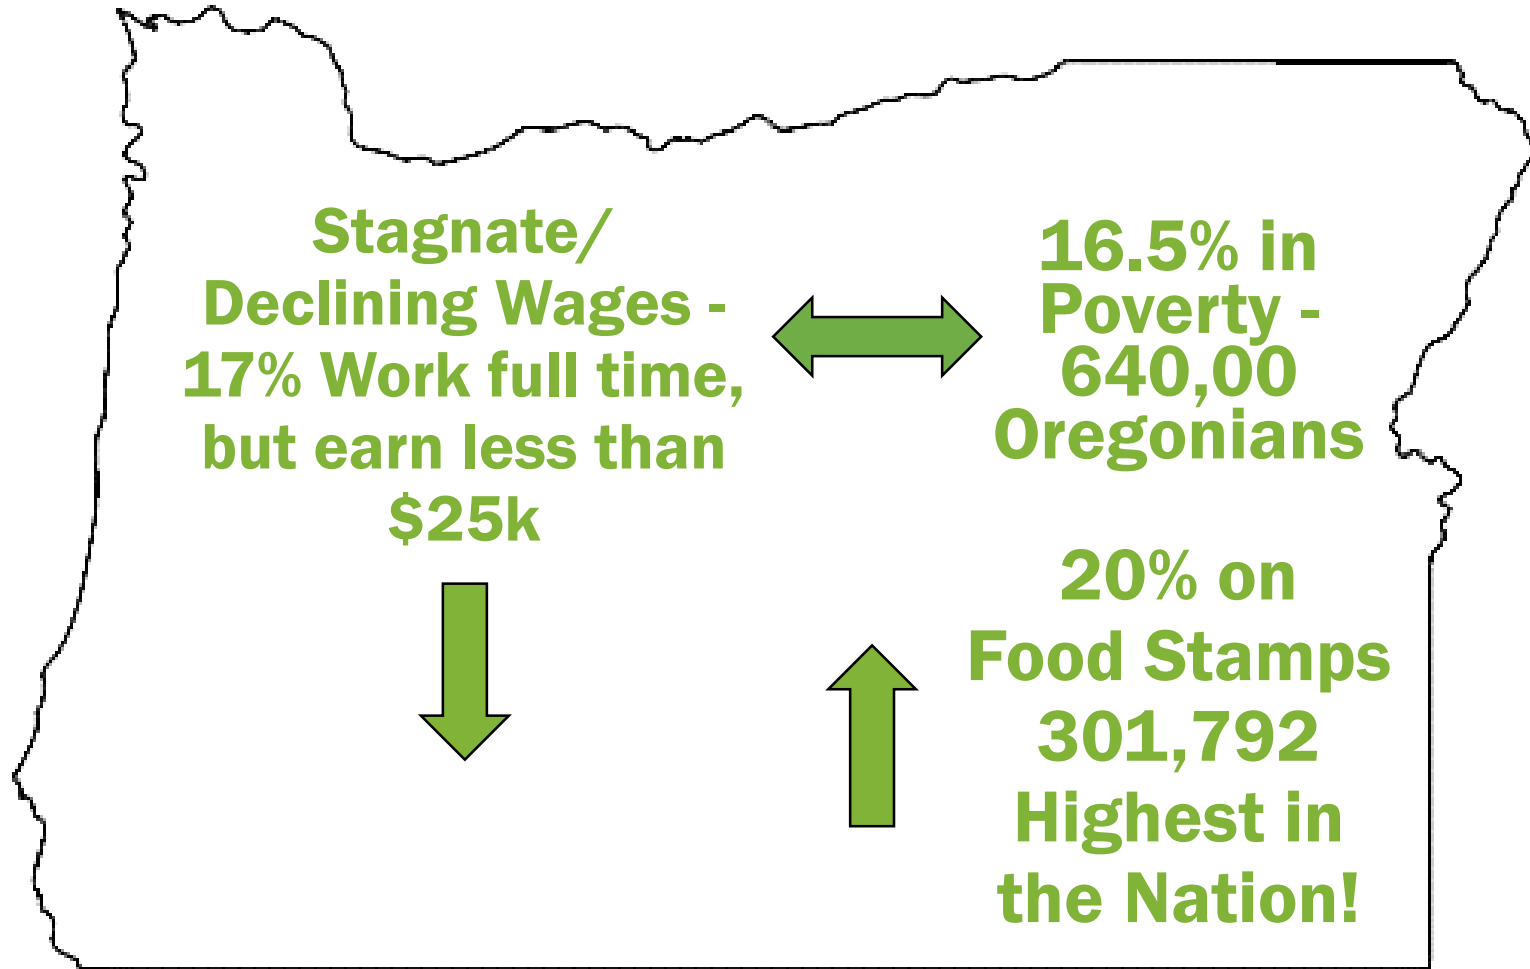 Stagnate/
Declining Wages -
17% Work full time,
but earn less than
$25k
16.5% in
Poverty -
640,00
Oregonians
20% on
Food Stamps
301,792
Highest in
the Nation!